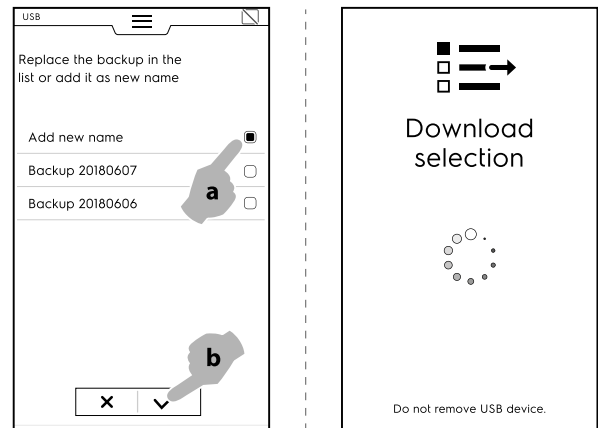 USB
Replace the backup in the
list or add it as new name
Add new name
Backup 20180607
Backup 20180606
a
b
Download
selection
Do not remove USB device.